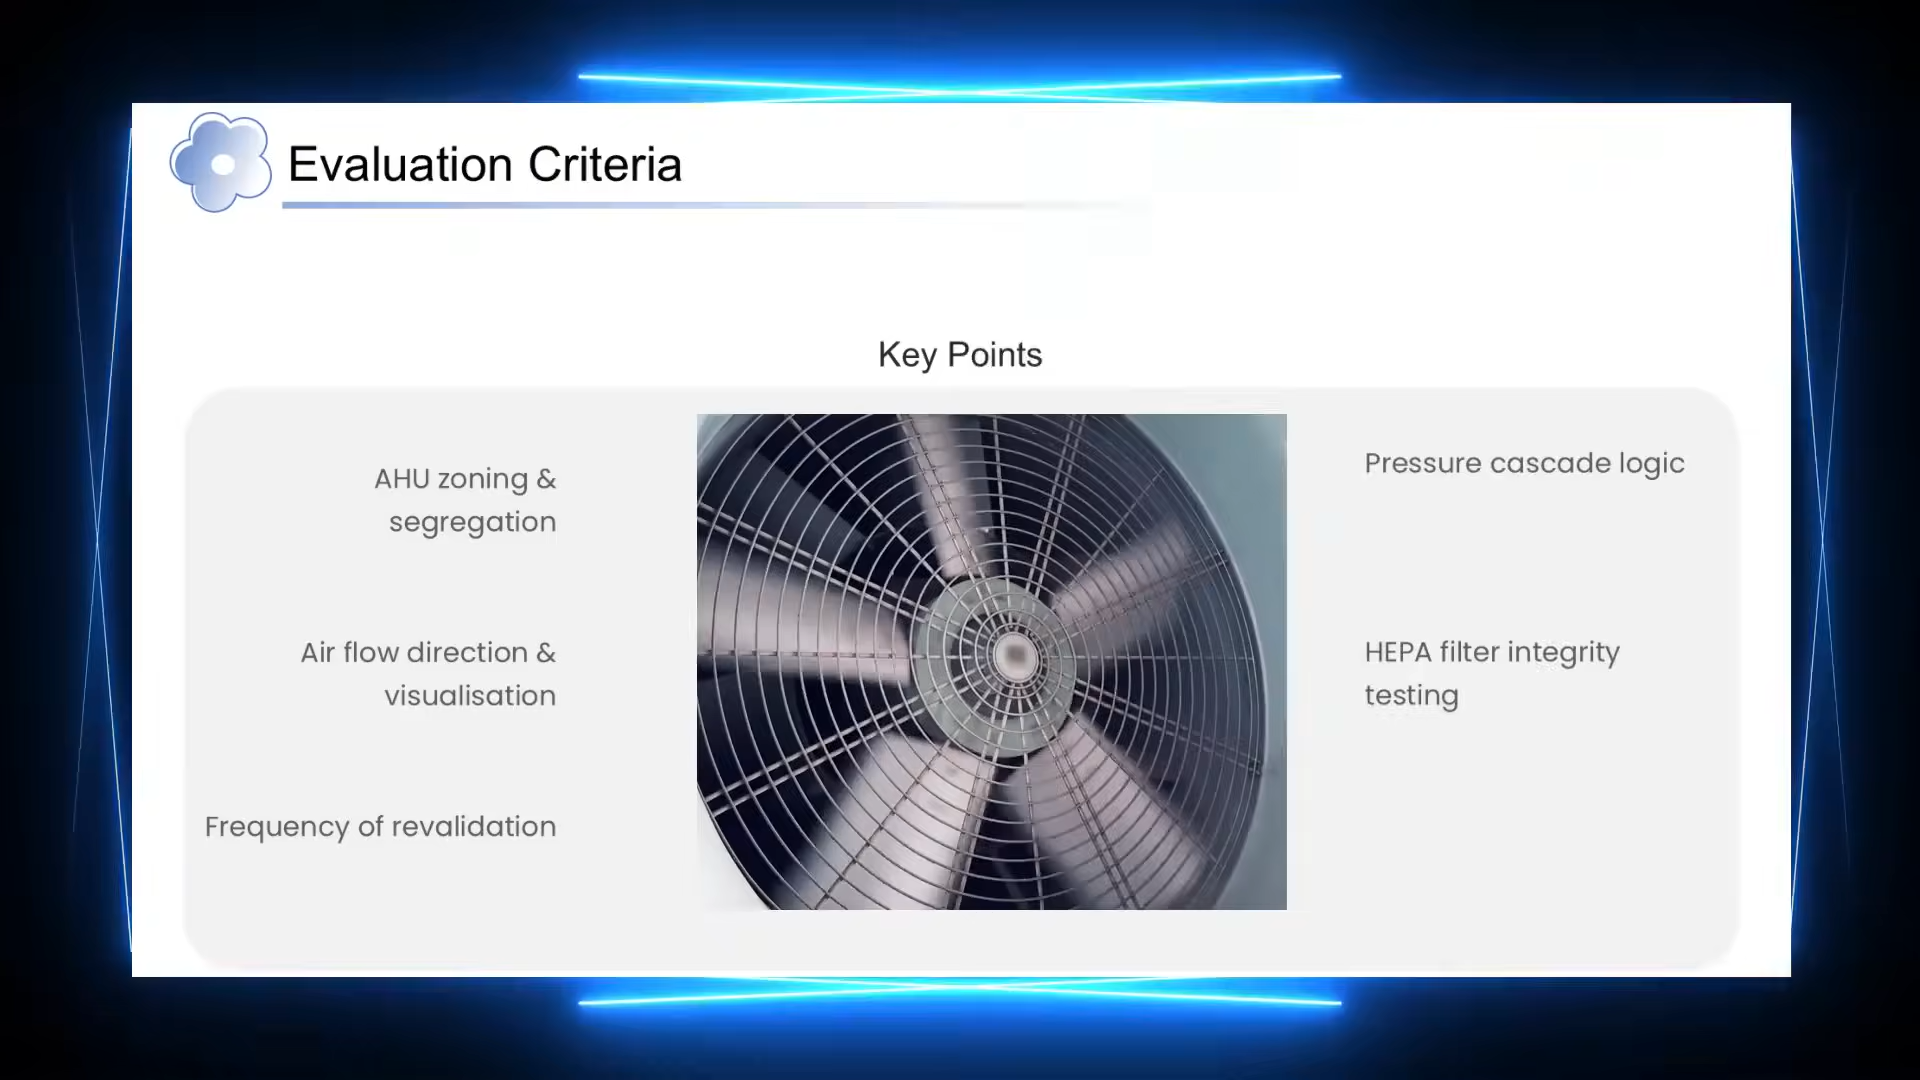 Evaluation Criteria
Key Points
AHU zoning &
segregation
Pressure cascade logic
Air flow direction &
visualisation
HEPA filter integrity
testing
Frequency of revalidation